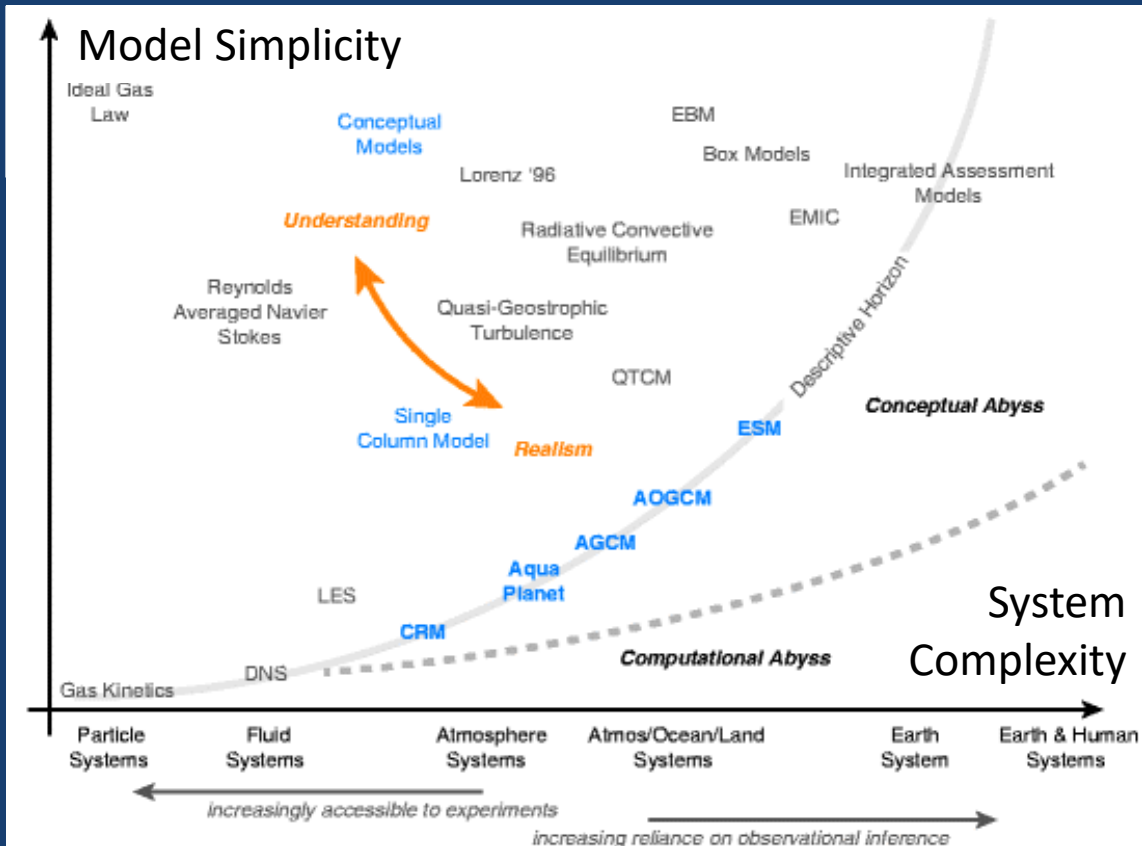 Model Simplicity
Ideal Gas
Law
Conceptual
Models
EBM
Box Models
Lorenz '96
Integrated Assessment
Models
Understanding
EMIC
Radiative Convective
Equilibrium
Reynolds
Averaged Navier
Stokes
Quasi-Geostrophic
Turbulence
Descriptive Horizon
QTCM
Conceptual Abyss
Single
Column Model
ESM
Realism
AOGCM
AGCM
Aqua
Planet
LES
CRM
System
Complexity
Computational Abyss
DNS
Gas Kinetics
Particle
Systems
Fluid
Systems
Atmosphere
Systems
Atmos/Ocean/Land
Systems
Earth
System
Earth & Human
Systems
increasingly accessible to experiments
increasing reliance on observational inference